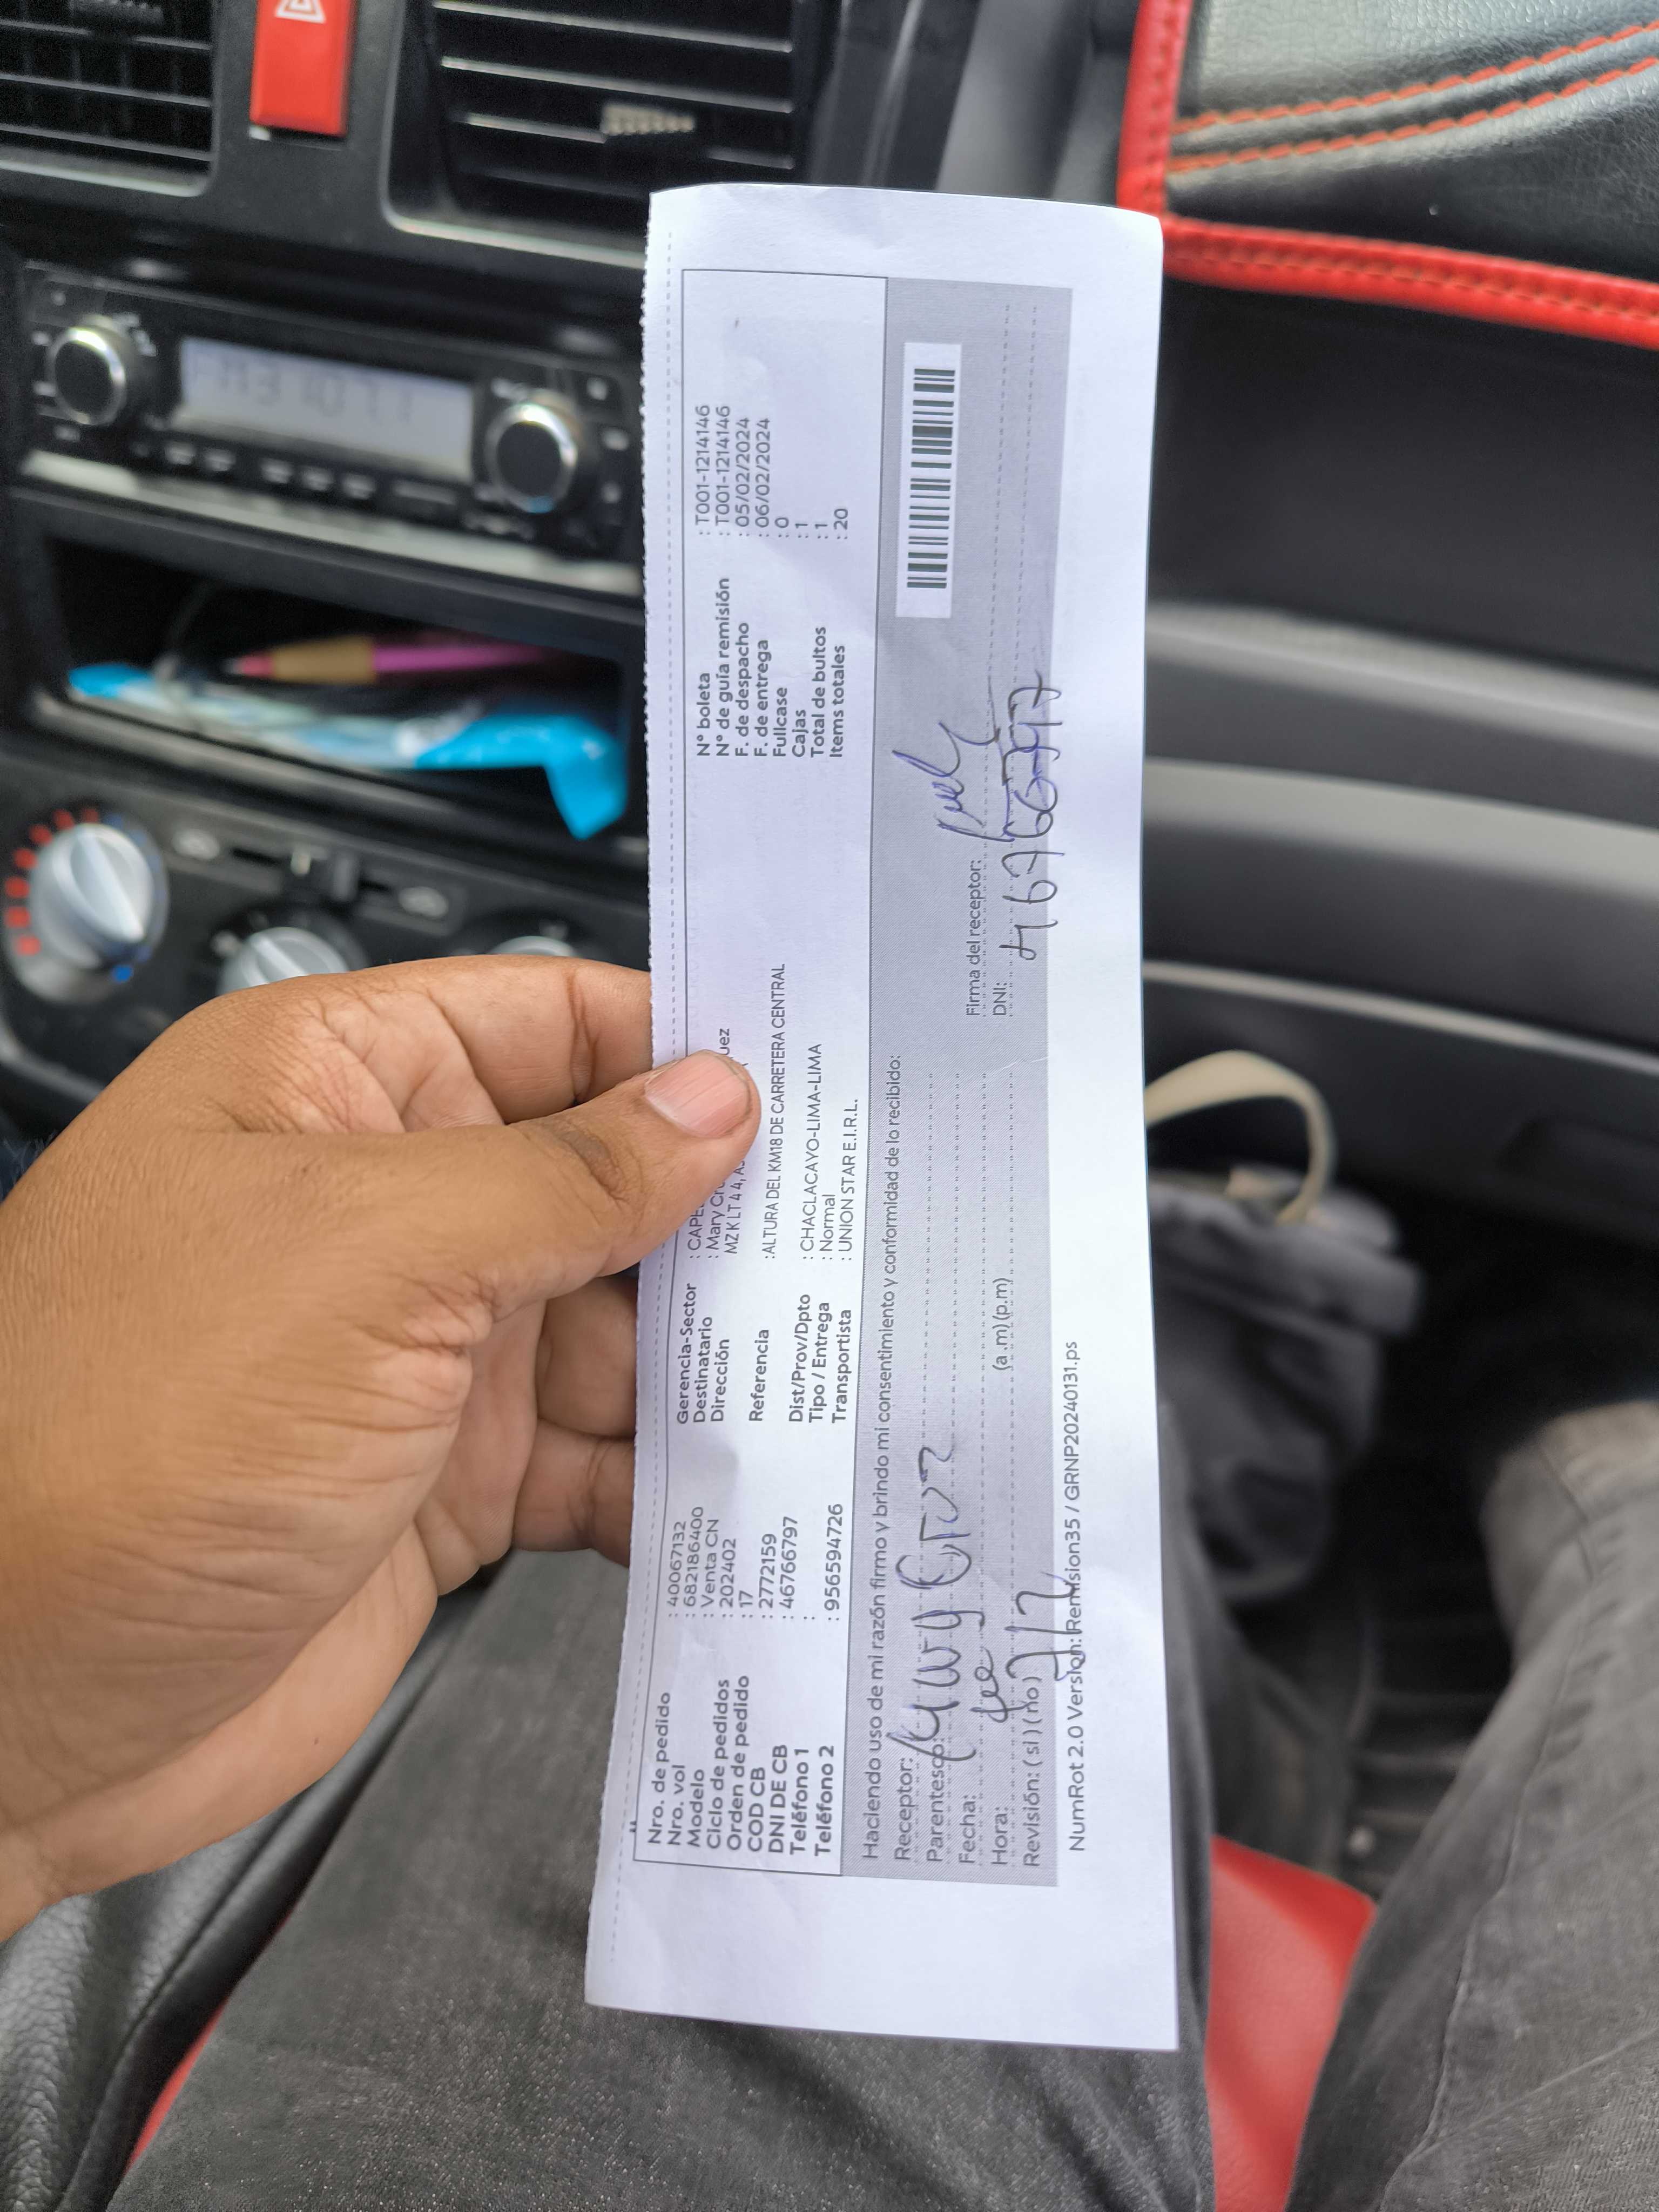 Nro. de pedido : 40067132
Nro. vol : 682186400
Modelo : Venta CN
Ciclo de pedidos : 202402
Orden de pedido : 17
COD CB : 2772159
DNI DE CB : 46766797
Teléfono 1 :
Teléfono 2 : 956594726
Gerencia-Sector : CAPE
Destinatario : Mary Cr uez
Dirección MZ K LT 44, A
Referencia :ALTURA DEL KM18 DE CARRETERA CENTRAL
Dist/Prov/Dpto : CHACLACAYO-LIMA-LIMA
Tipo / Entrega : Normal
Transportista : UNION STAR E.I.R.L.
N° boleta : T001-1214146
N° de guía remisión : T001-1214146
F. de despacho : 05/02/2024
F. de entrega : 06/02/2024
Fullcase : 0
Cajas : 1
Total de bultos : 1
Items totales : 20
Haciendo uso de mi razón firmo y brindo mi consentimiento y conformidad de lo recibido:
Receptor:
Parentesco:
Fecha:
Hora: (a.m)(p.m)
Revisión: (si) (no)
Firma del receptor:
DNI: 46766797
NumRot 2.0 Version: Remision35 / GRNP20240131.ps